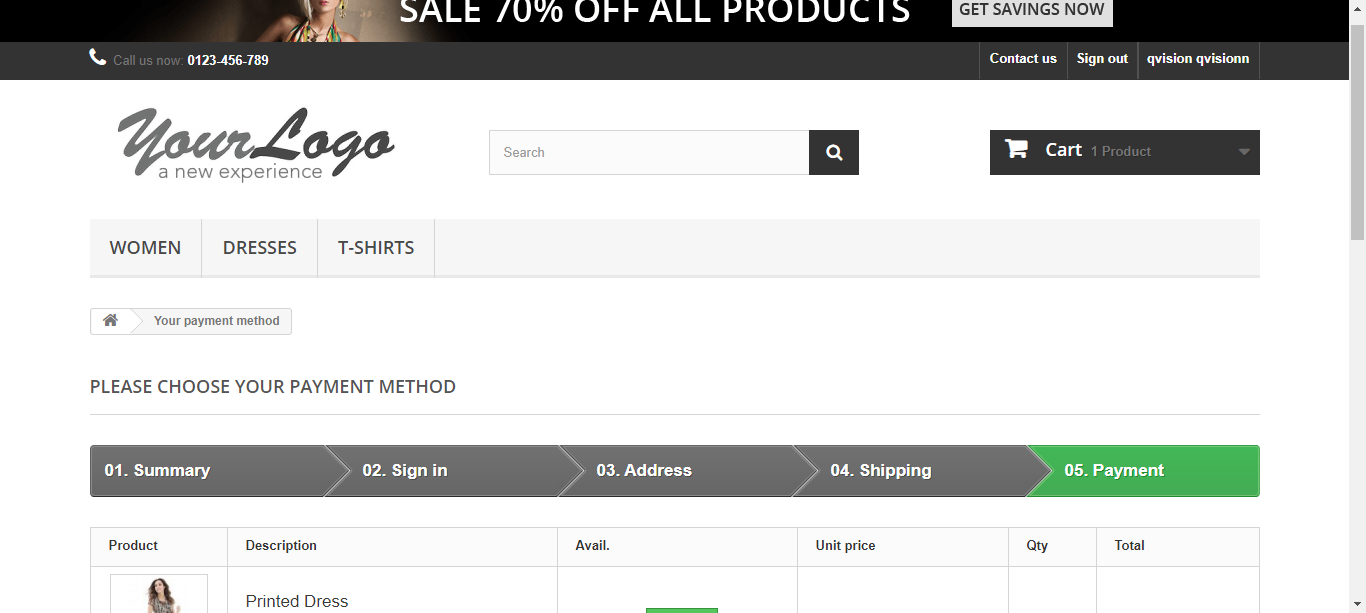 SALE 70% OFF ALL PRODUCTS GET SAVINGS NOW
Call us now: 0123-456-789 Contact us Sign out qvision qvisionn
Your Logo
a new experience
Search
Cart 1 Product
WOMEN DRESSES T-SHIRTS
Your payment method
PLEASE CHOOSE YOUR PAYMENT METHOD
01. Summary 02. Sign in 03. Address 04. Shipping 05. Payment
Product Description Avail. Unit price Qty Total
Printed Dress